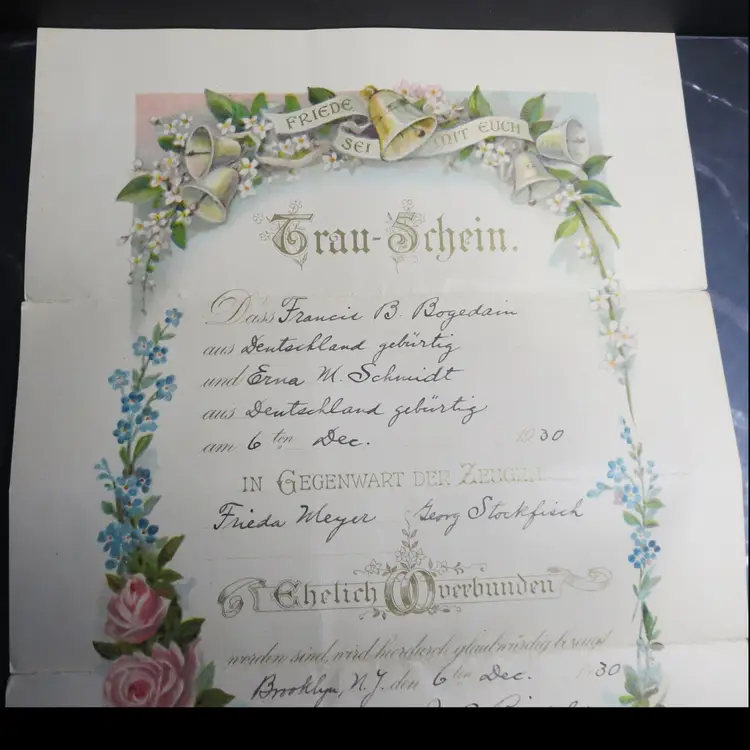 FRIEDE
SEI MIT EUCH
Trau-Schein.
Dass Francis B. Bogedain
aus Deutschland gebürtig
und Erna M. Schmidt
aus Deutschland gebürtig
am 6 ten Dec. 1930
IN GEGENWART DER ZEUGEN
Frieda Meyer Georg Stockfisch
Ehelich verbunden
worden sind, wird hierdurch glaubwürdig bezeugt
Brooklyn, N.Y. den 6 ten Dec. 1930